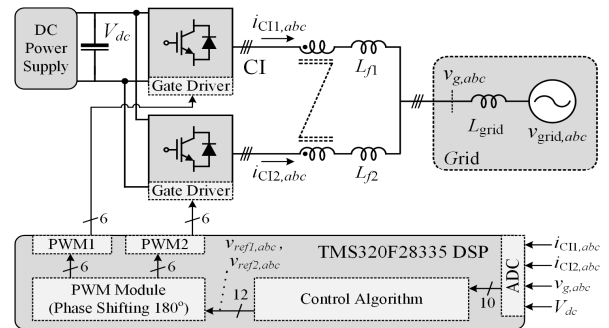 DC Power Supply
V_dc
Gate Driver
CI
i_CI1,abc
L_f1
v_g,abc
L_grid
v_grid,abc
Grid
Gate Driver
i_CI2,abc
L_f2
6
6
PWM1
PWM2
6
6
PWM Module
(Phase Shifting 180°)
v_ref1,abc ,
v_ref2,abc
12
TMS320F28335 DSP
Control Algorithm
10
ADC
i_CI1,abc
i_CI2,abc
v_g,abc
V_dc